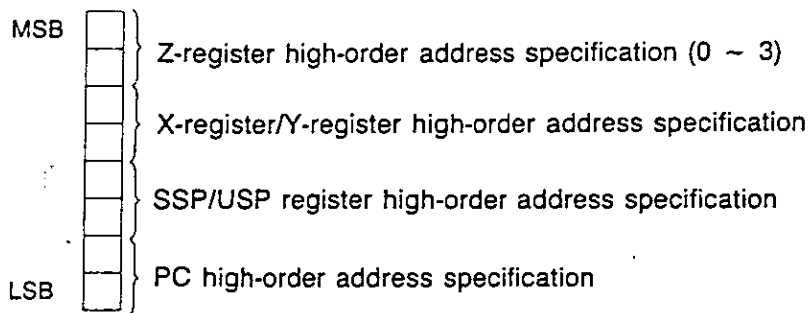 MSB
Z-register high-order address specification (0 ~ 3)
X-register/Y-register high-order address specification
SSP/USP register high-order address specification
PC high-order address specification
LSB